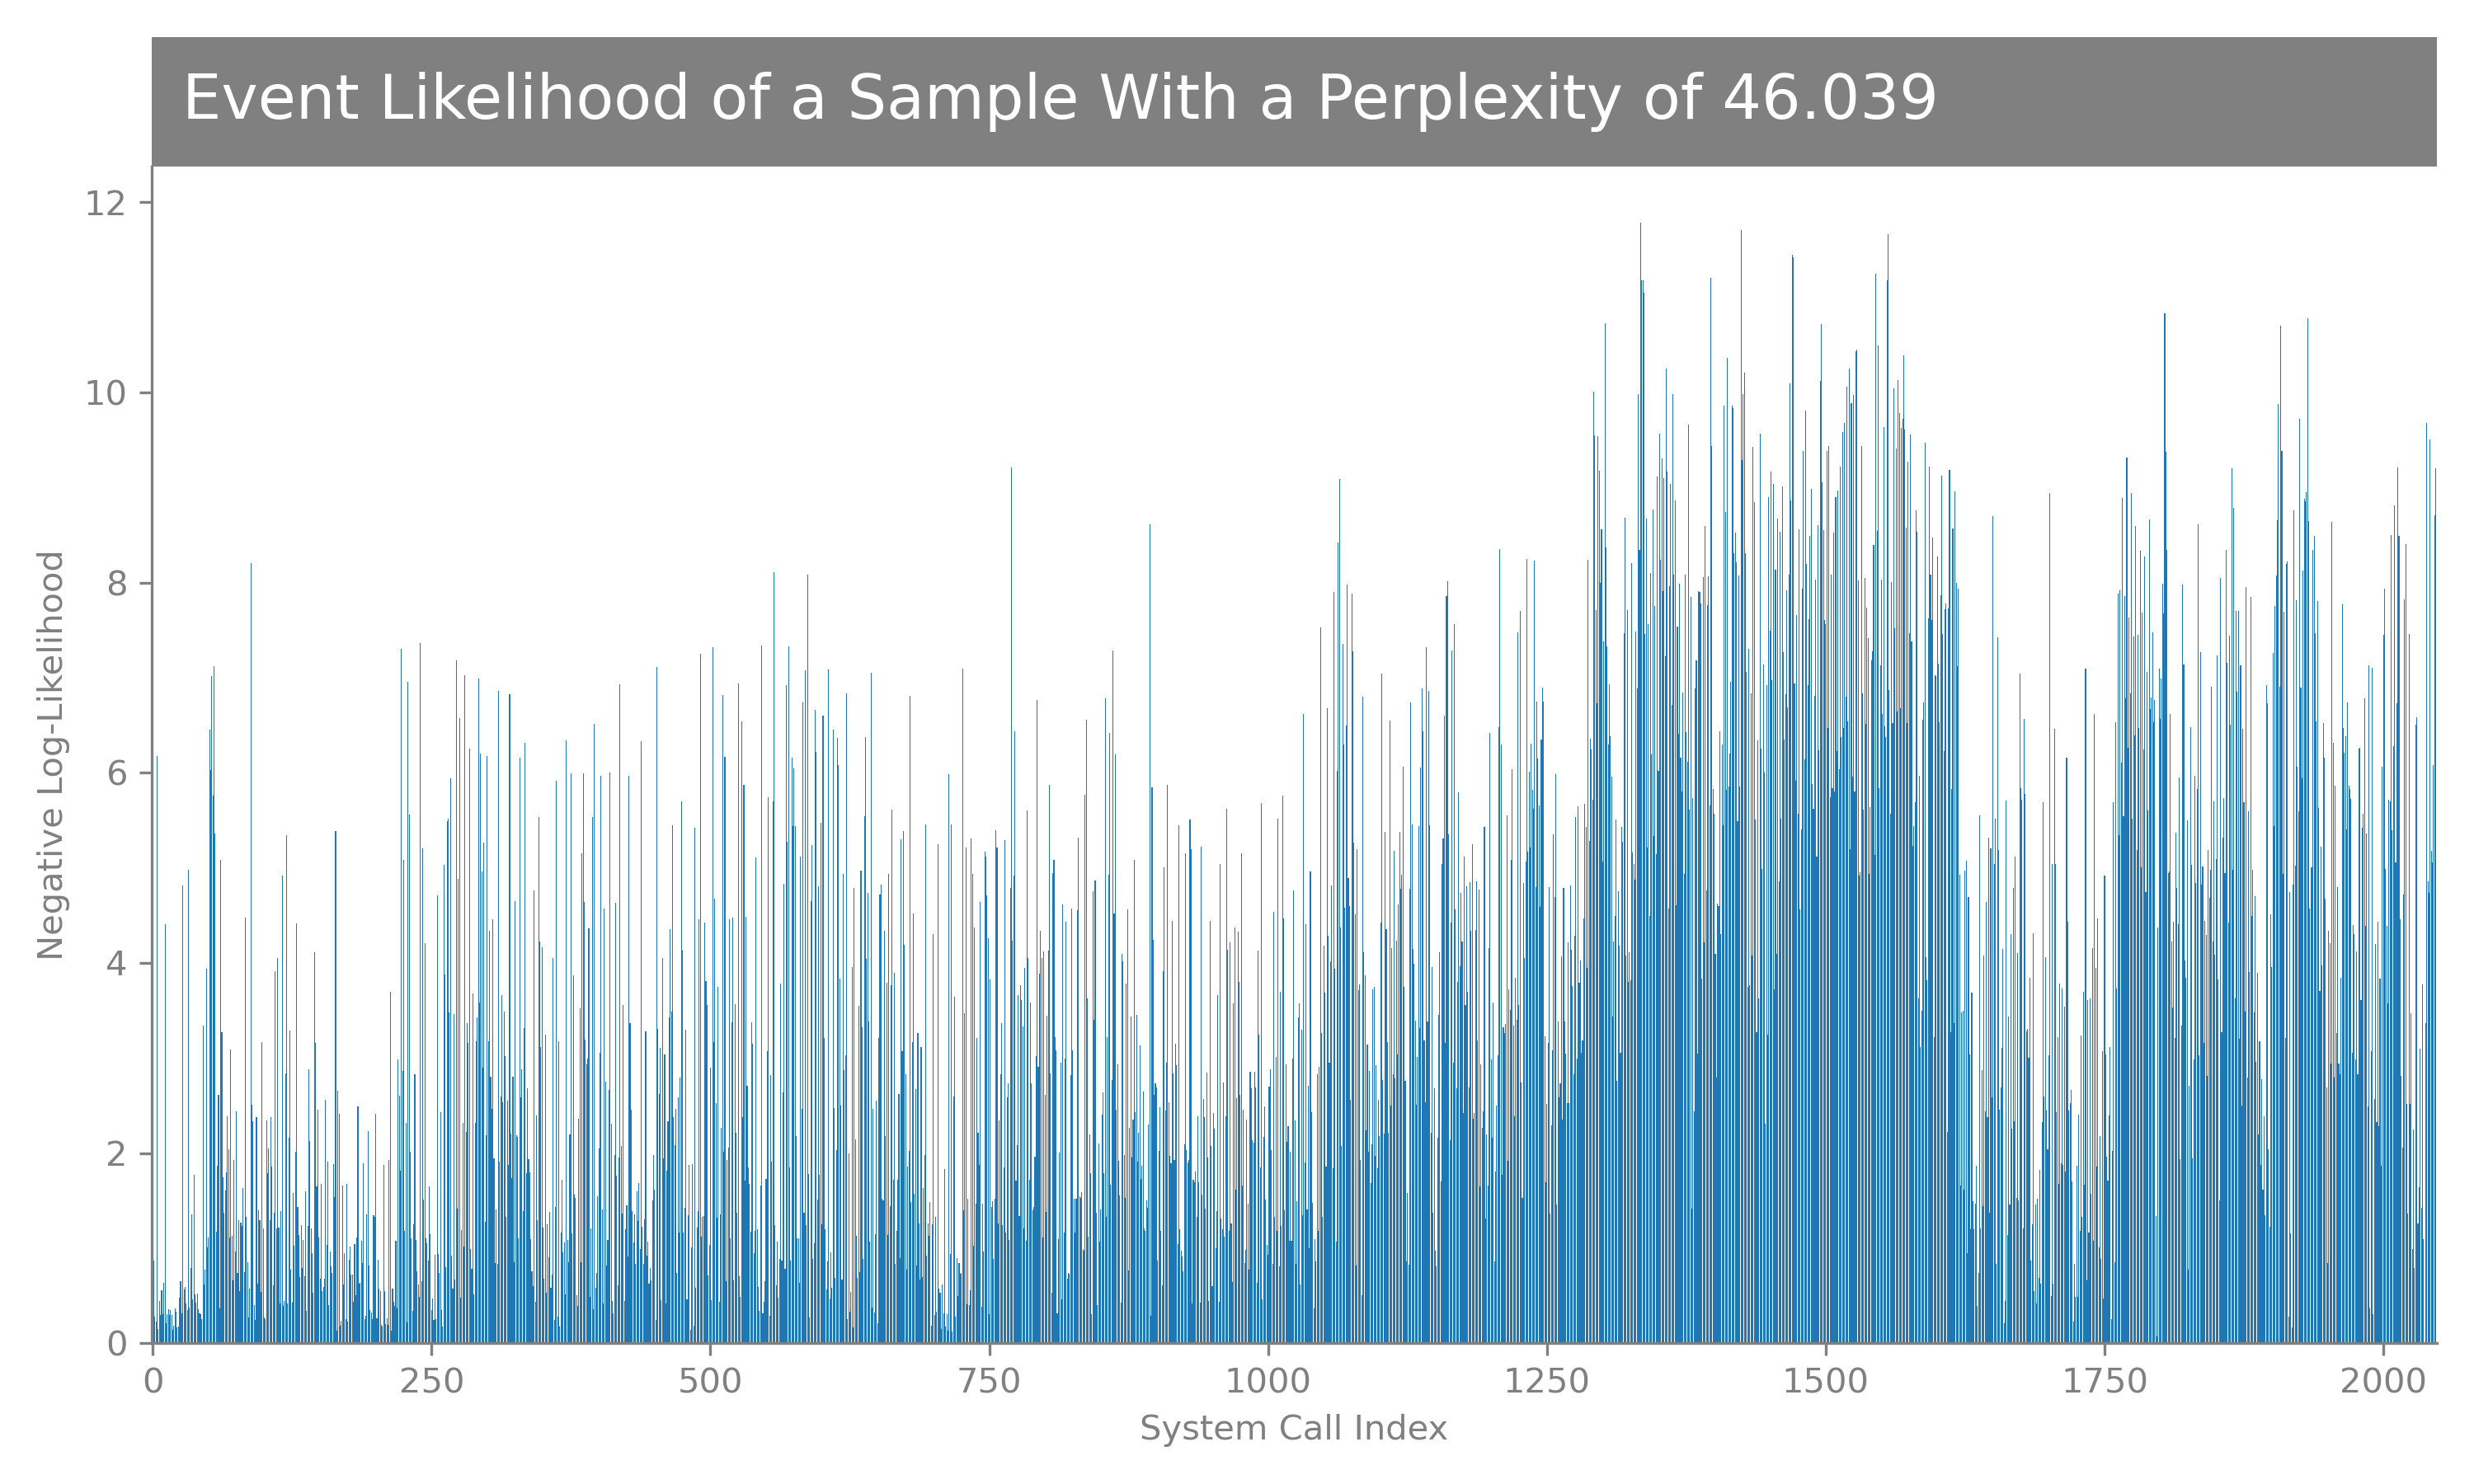 Event Likelihood of a Sample With a Perplexity of 46.039
12
10
8
6
4
2
0
Negative Log-Likelihood
0 250 500 750 1000 1250 1500 1750 2000
System Call Index